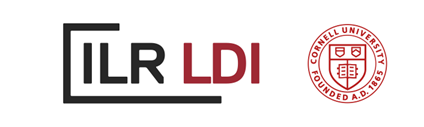 ILR LDI
CORNELL UNIVERSITY
FOUNDED A.D. 1865